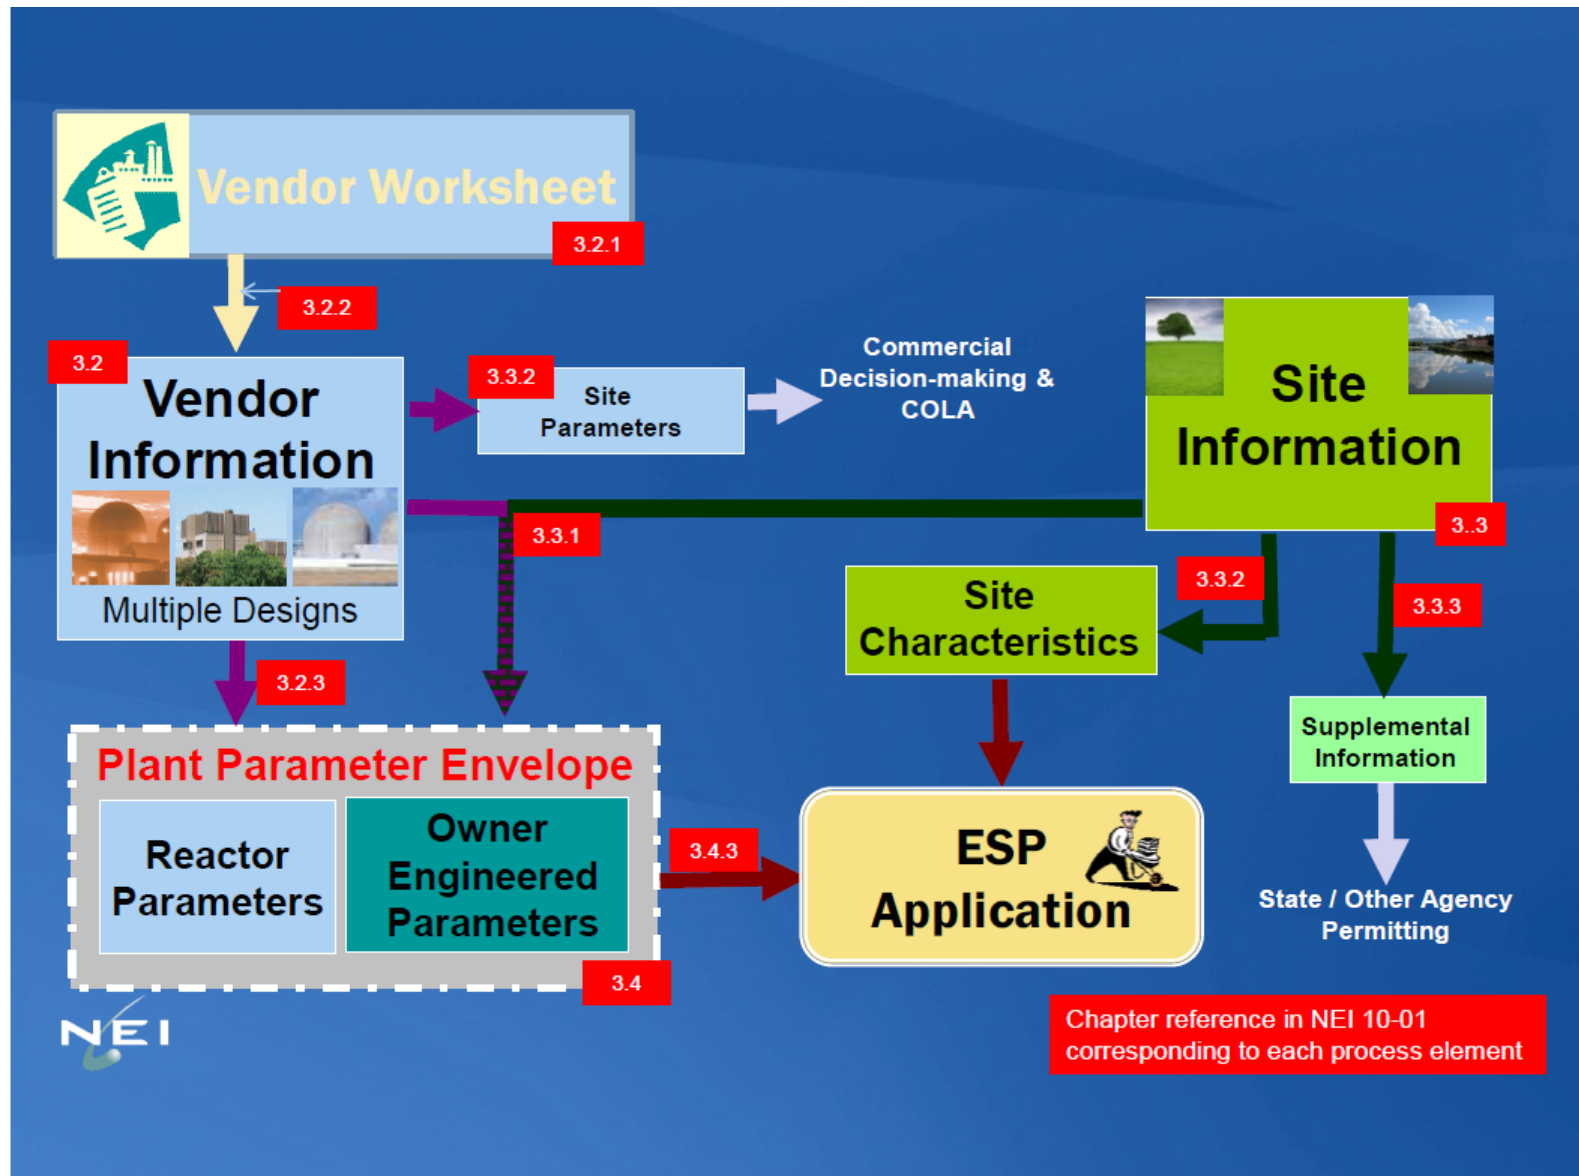 Vendor Worksheet
3.2.1
3.2.2
3.2
Vendor
Information
Multiple Designs
3.3.2
Site
Parameters
Commercial
Decision-making &
COLA
Site
Information
3..3
3.3.1
3.3.2
3.3.3
Site
Characteristics
3.2.3
Supplemental
Information
Plant Parameter Envelope
Reactor
Parameters
Owner
Engineered
Parameters
3.4
3.4.3
ESP
Application
State / Other Agency
Permitting
NEI
Chapter reference in NEI 10-01
corresponding to each process element